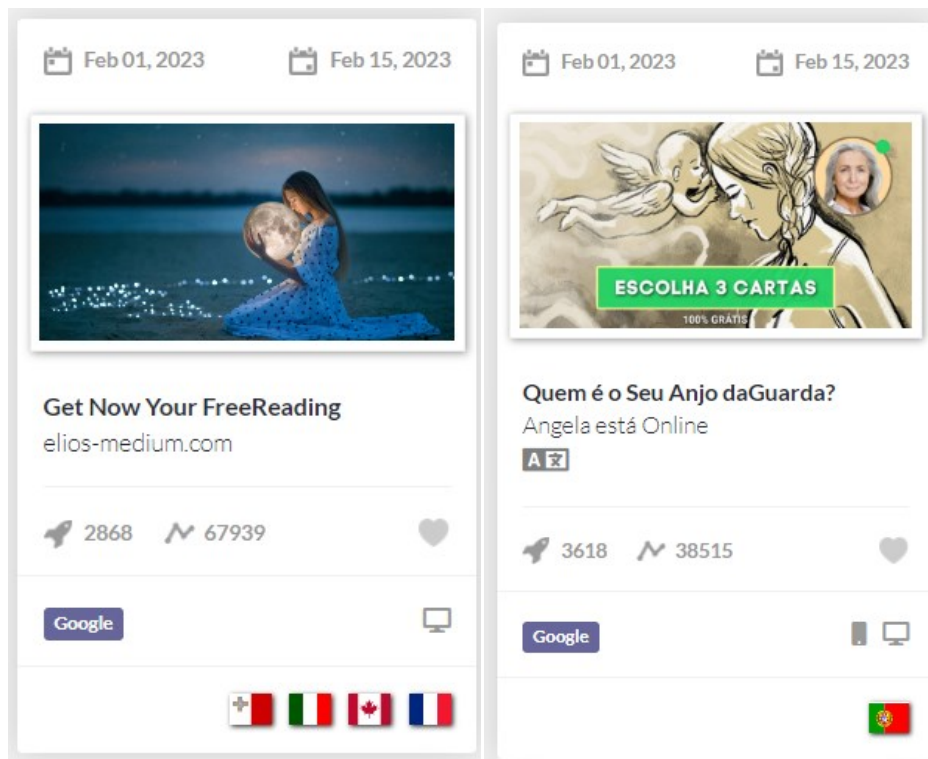 Feb 01, 2023 Feb 15, 2023
Get Now Your FreeReading
elios-medium.com
2868 67939
Google
Feb 01, 2023 Feb 15, 2023
ESCOLHA 3 CARTAS
100% GRÁTIS
Quem é o Seu Anjo daGuarda?
Angela está Online
A 文
3618 38515
Google